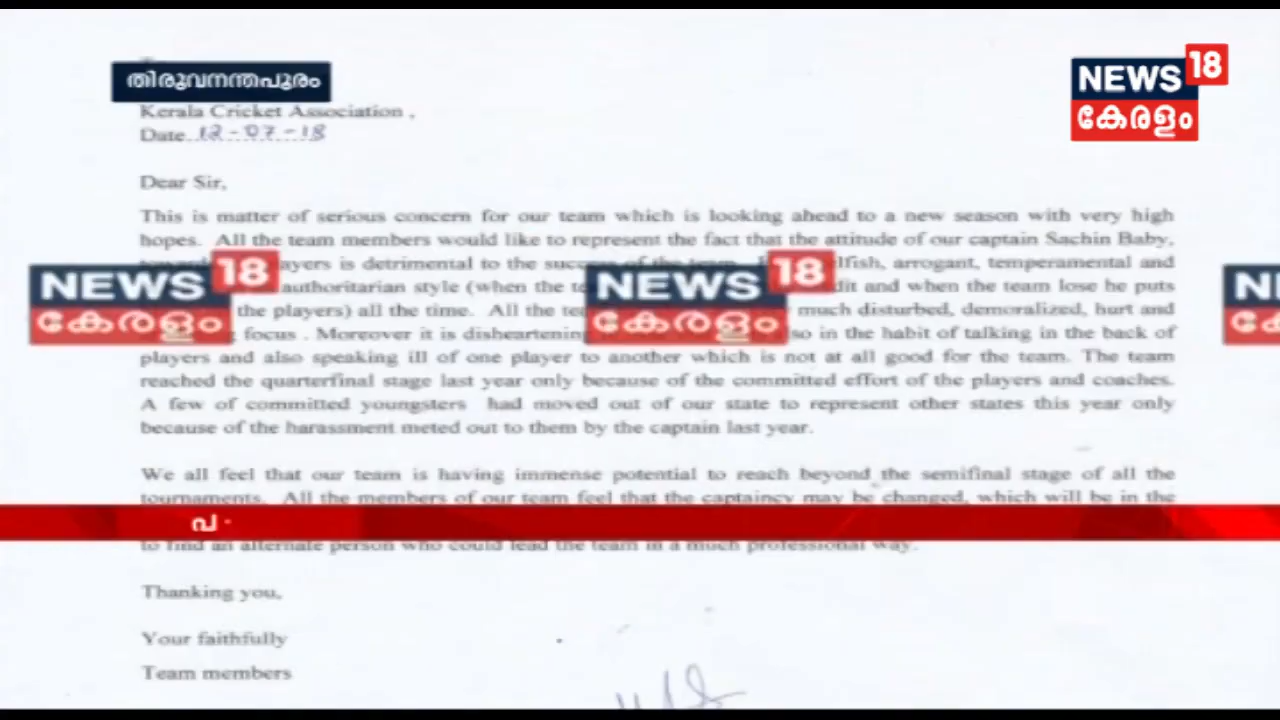 തിരുവനന്തപുരം
NEWS 18
കേരളം
Kerala Cricket Association ,
Date 12-07-18
Dear Sir,
This is matter of serious concern for our team which is looking ahead to a new season with very high
hopes. All the team members would like to represent the fact that the attitude of our captain Sachin Baby,
is detrimental to the arrogant, temperamental and
NEWS 18 authoritarian style (when the NEWS 18 and when the team lose he puts
കേരളം the players) all the time. All the കേരളം much disturbed, demoralized, hurt and
focus . Moreover it is in the habit of talking in the back of
players and also speaking ill of one player to another which is not at all good for the team. The team
reached the quarterfinal stage last year only because of the committed effort of the players and coaches.
A few of committed youngsters had moved out of our state to represent other states this year only
because of the harassment meted out to them by the captain last year.
We all feel that our team is having immense potential to reach beyond the semifinal stage of all the
tournaments. All the members of our team feel that the captaincy may be changed, which will be in the
പ
to find an alternate person who could lead the team in a much professional way.
Thanking you,
Your faithfully
Team members